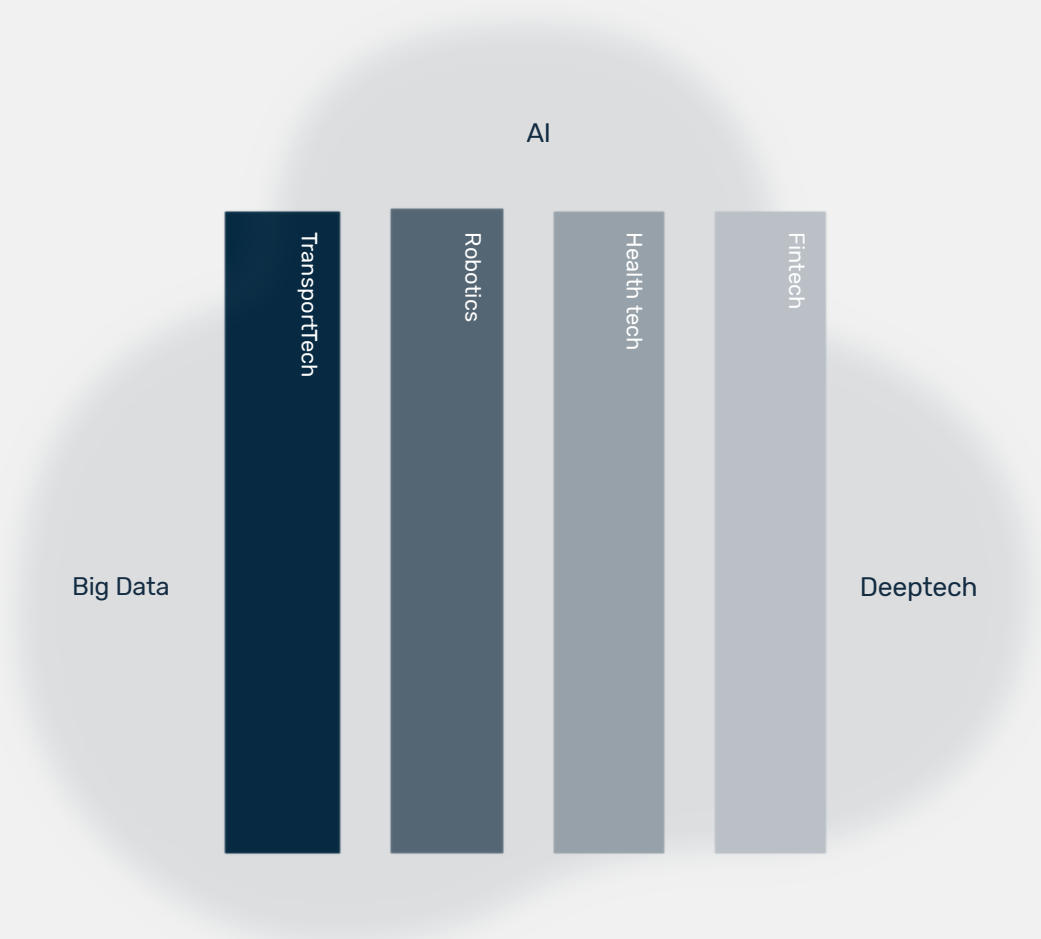 AI
TransportTech
Robotics
Health tech
Fintech
Big Data
Deeptech